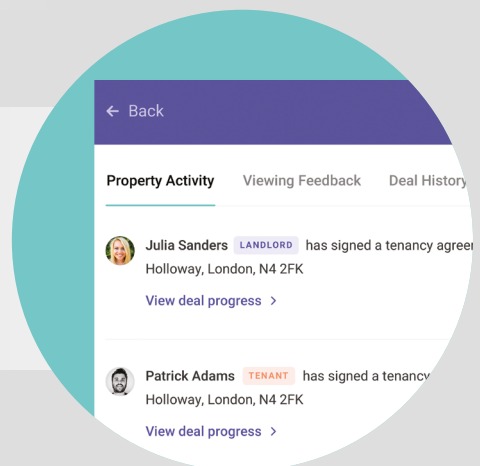 ← Back
Property Activity Viewing Feedback Deal History
Julia Sanders LANDLORD has signed a tenancy
Holloway, London, N4 2FK
View deal progress >
Patrick Adams TENANT has signed a tenancy
Holloway, London, N4 2FK
View deal progress >